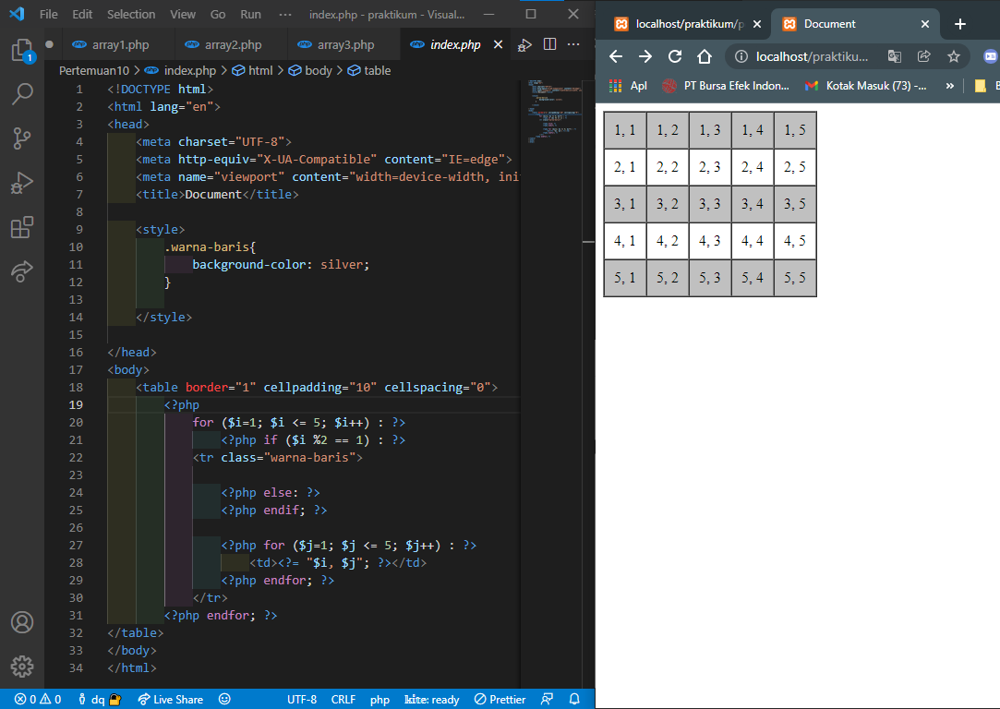 File Edit Selection View Go Run ··· index.php - praktikum - Visual...
array1.php array2.php array3.php index.php
Pertemuan10 > index.php > html > body > table
1 <!DOCTYPE html>
2 <html lang="en">
3 <head>
4 <meta charset="UTF-8">
5 <meta http-equiv="X-UA-Compatible" content="IE=edge">
6 <meta name="viewport" content="width=device-width, ini
7 <title>Document</title>
8
9 <style>
10 .warna-baris{
11 background-color: silver;
12 }
13
14 </style>
15
16 </head>
17 <body>
18 <table border="1" cellpadding="10" cellspacing="0">
19 <?php
20 for ($i=1; $i <= 5; $i++) : ?>
21 <?php if ($i %2 == 1) : ?>
22 <tr class="warna-baris">
23
24 <?php else: ?>
25 <?php endif; ?>
26
27 <?php for ($j=1; $j <= 5; $j++) : ?>
28 <td><?= "$i, $j"; ?></td>
29 <?php endfor; ?>
30 </tr>
31 <?php endfor; ?>
32 </table>
33 </body>
34 </html>
1
0 0 dq Live Share UTF-8 CRLF php kite: ready Prettier
localhost/praktikum/p Document
localhost/praktiku...
Apl PT Bursa Efek Indon... Kotak Masuk (73) -... » B
1, 1 1, 2 1, 3 1, 4 1, 5
2, 1 2, 2 2, 3 2, 4 2, 5
3, 1 3, 2 3, 3 3, 4 3, 5
4, 1 4, 2 4, 3 4, 4 4, 5
5, 1 5, 2 5, 3 5, 4 5, 5